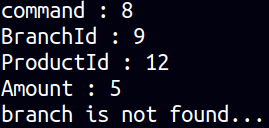 command : 8
BranchId : 9
ProductId : 12
Amount : 5
branch is not found...